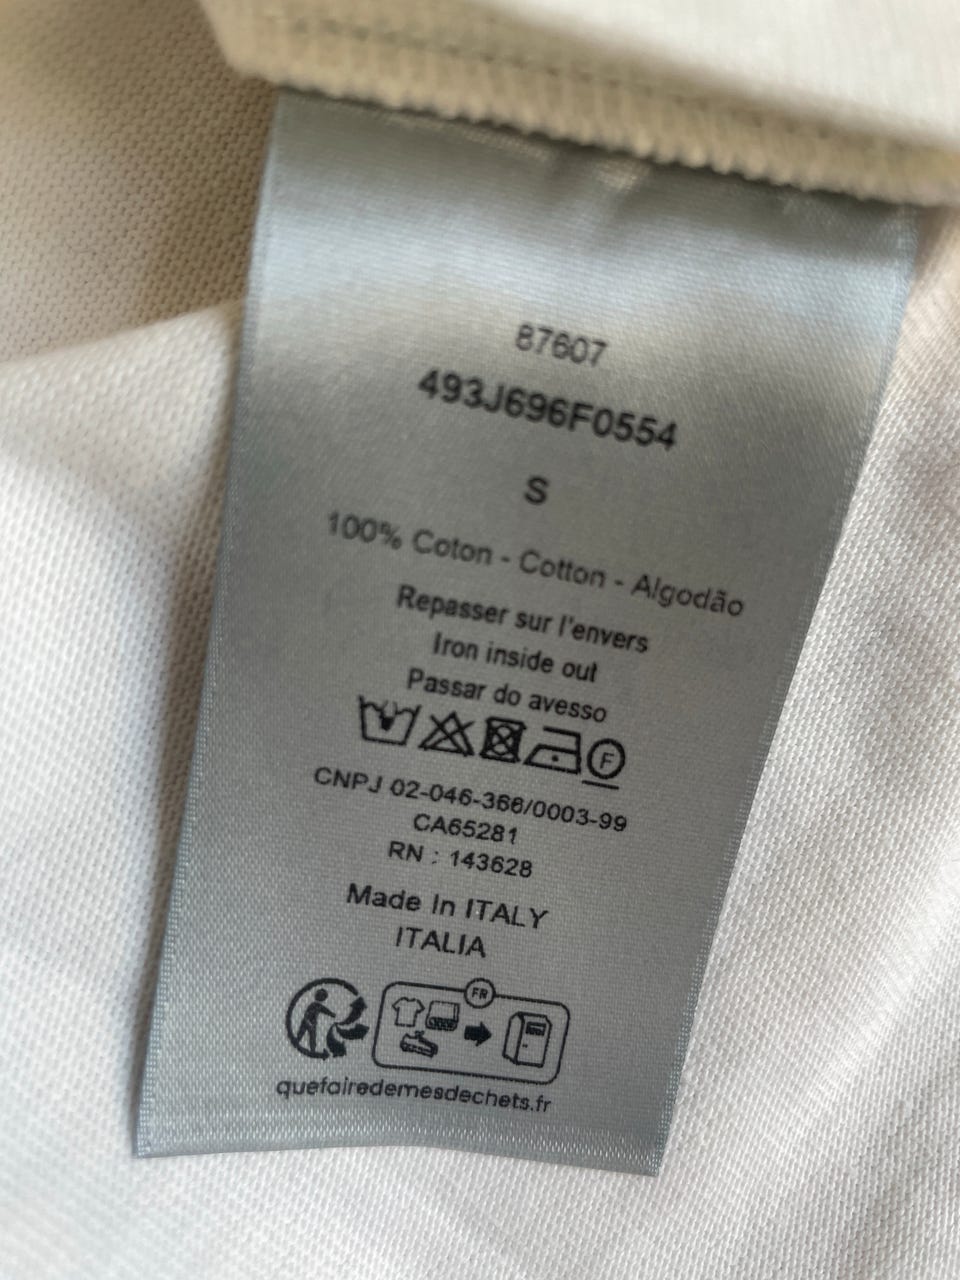 87607
493J696F0554
S
100% Coton - Cotton - Algodão
Repasser sur l'envers
Iron inside out
Passar do avesso
F
CNPJ 02-046-366/0003-99
CA65281
RN : 143628
Made In ITALY
ITALIA
FR
quefairedemesdechets.fr